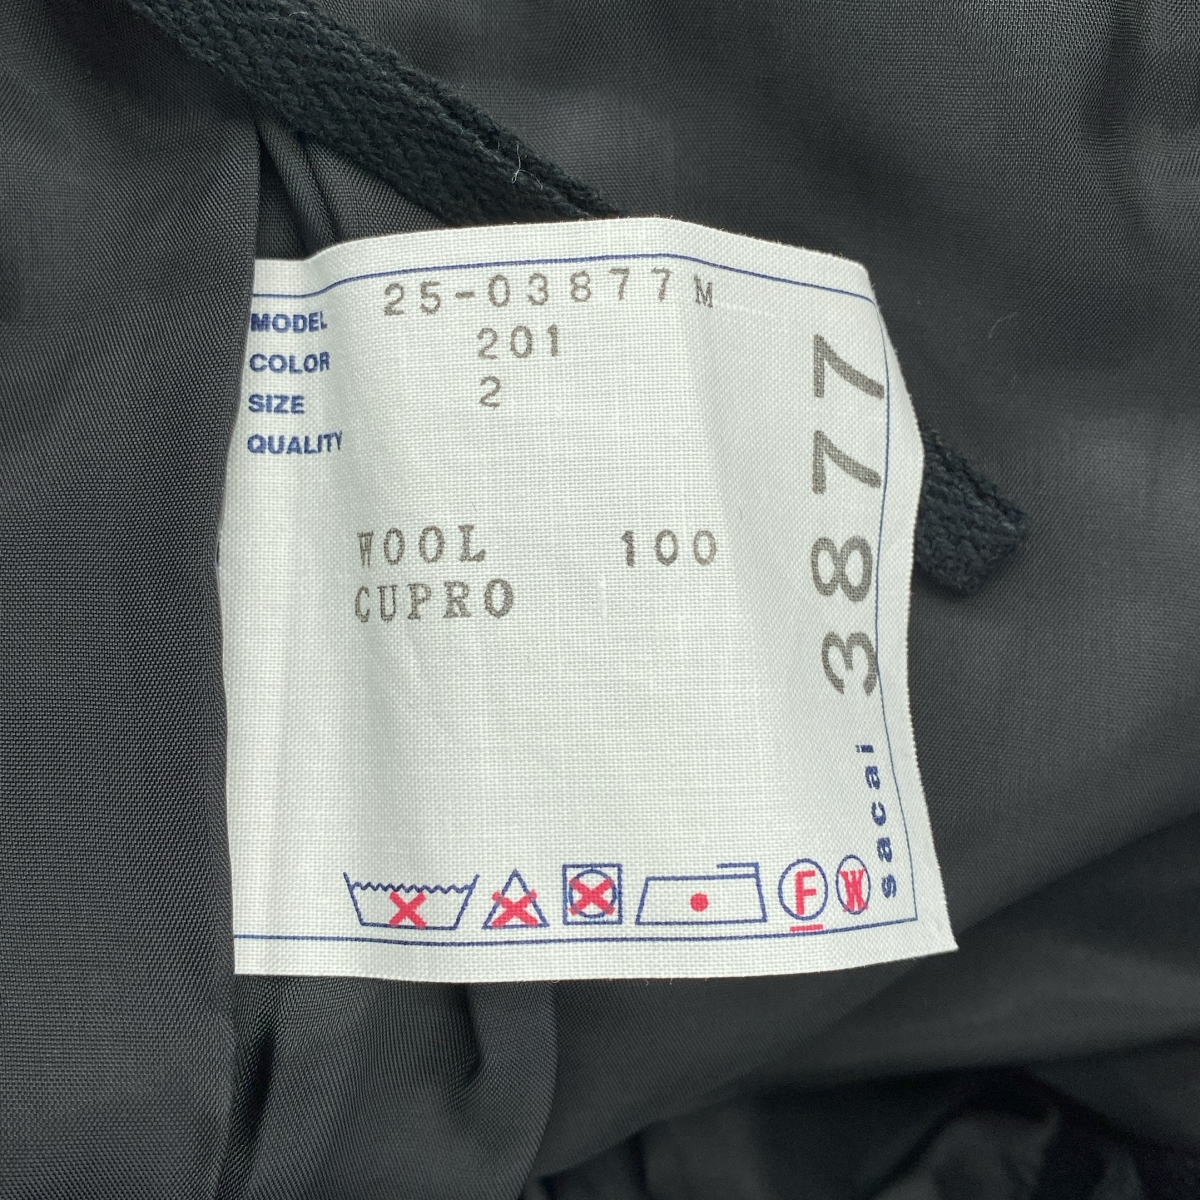 MODEL 25-03877M
COLOR 201
SIZE 2
QUALITY
WOOL 100
CUPRO
3877
sacai
F W